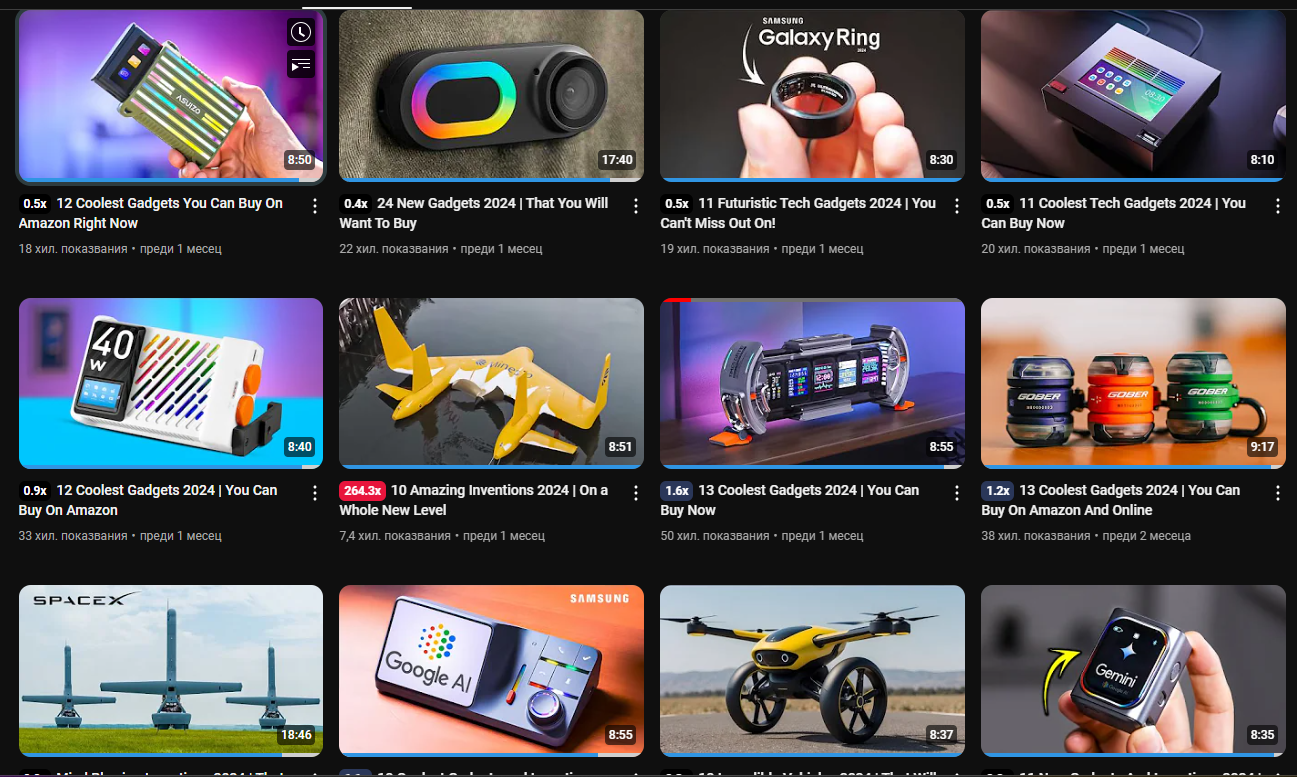 ASUIZO
8:50
17:40
SAMSUNG
Galaxy Ring
2024
8:30
08:30
8:10
0.5x 12 Coolest Gadgets You Can Buy On
Amazon Right Now
18 хил. показвания • преди 1 месец
0.4x 24 New Gadgets 2024 | That You Will
Want To Buy
22 хил. показвания • преди 1 месец
0.5x 11 Futuristic Tech Gadgets 2024 | You
Can't Miss Out On!
19 хил. показвания • преди 1 месец
0.5x 11 Coolest Tech Gadgets 2024 | You
Can Buy Now
20 хил. показвания • преди 1 месец
40
W
8:40
8:51
8:55
GOBER
GOBER
GOBER
9:17
0.9x 12 Coolest Gadgets 2024 | You Can
Buy On Amazon
33 хил. показвания • преди 1 месец
264.3x 10 Amazing Inventions 2024 | On a
Whole New Level
7,4 хил. показвания • преди 1 месец
1.6x 13 Coolest Gadgets 2024 | You Can
Buy Now
50 хил. показвания • преди 1 месец
1.2x 13 Coolest Gadgets 2024 | You Can
Buy On Amazon And Online
38 хил. показвания • преди 2 месеца
SPACEX
18:46
SAMSUNG
Google AI
8:55
8:37
Gemini
8:35